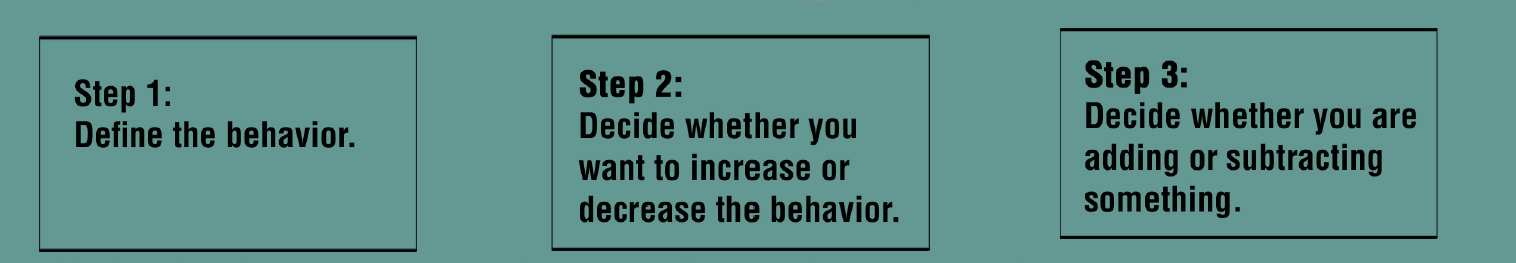 Step 1:
Define the behavior.
Step 2:
Decide whether you
want to increase or
decrease the behavior.
Step 3:
Decide whether you are
adding or subtracting
something.